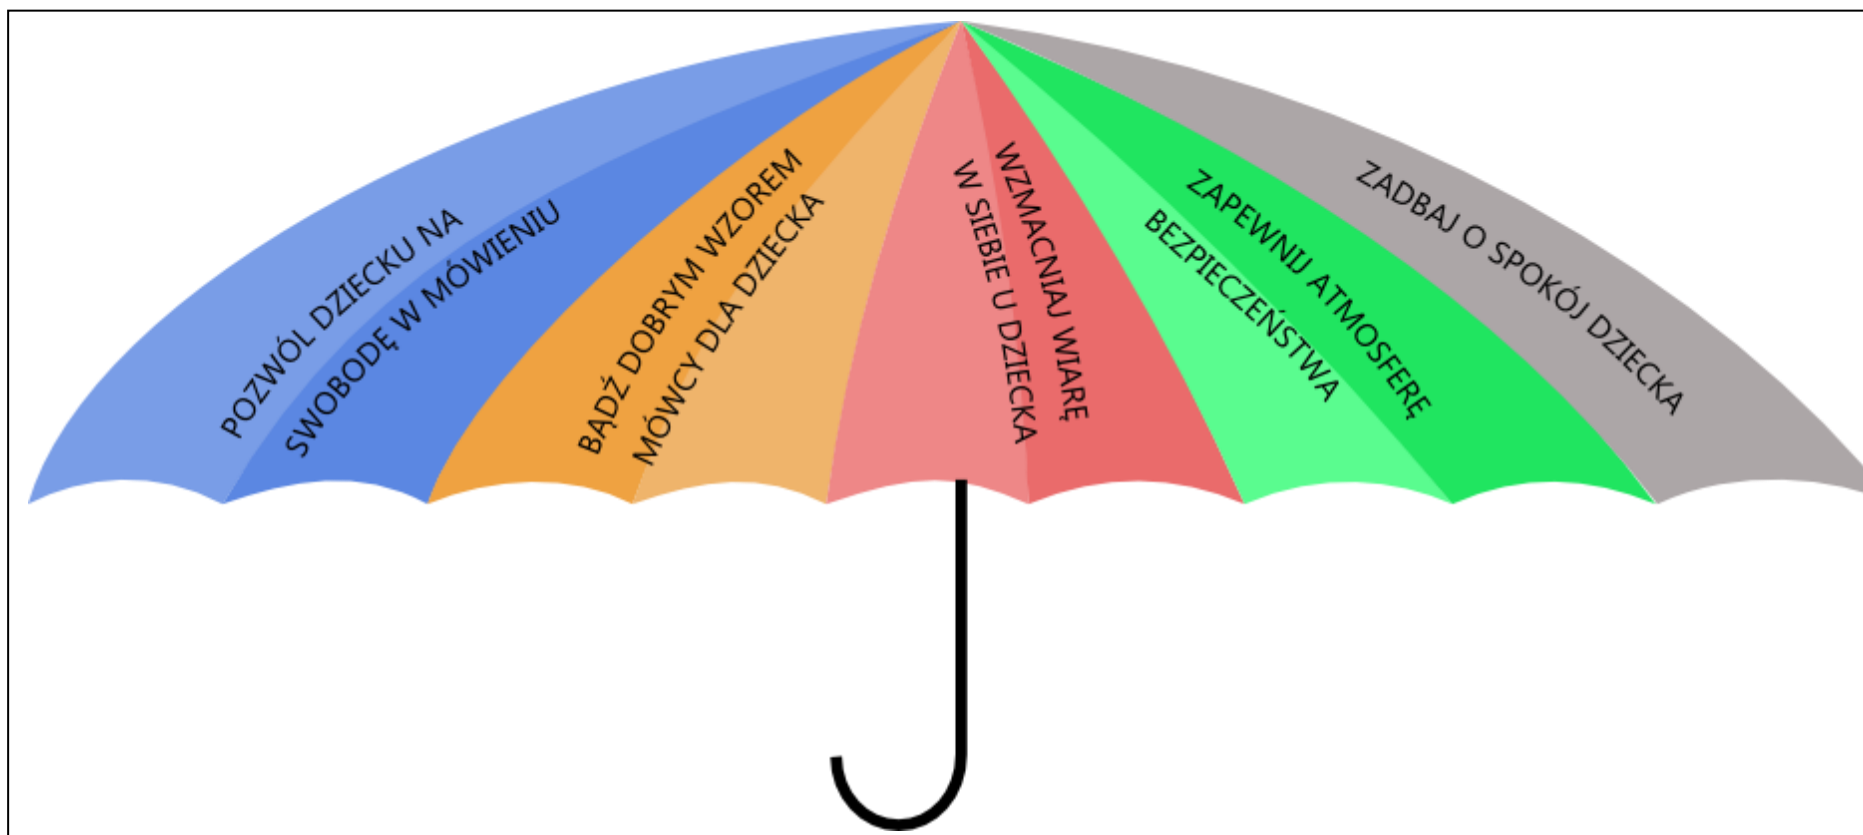 POZWÓL DZIECKU NA
SWOBODĘ W MÓWIENIU
BĄDŹ DOBRYM WZOREM
MÓWCY DLA DZIECKA
WZMACNIAJ WIARĘ
W SIEBIE U DZIECKA
ZAPEWNIJ ATMOSFERĘ
BEZPIECZEŃSTWA
ZADBAJ O SPOKÓJ DZIECKA